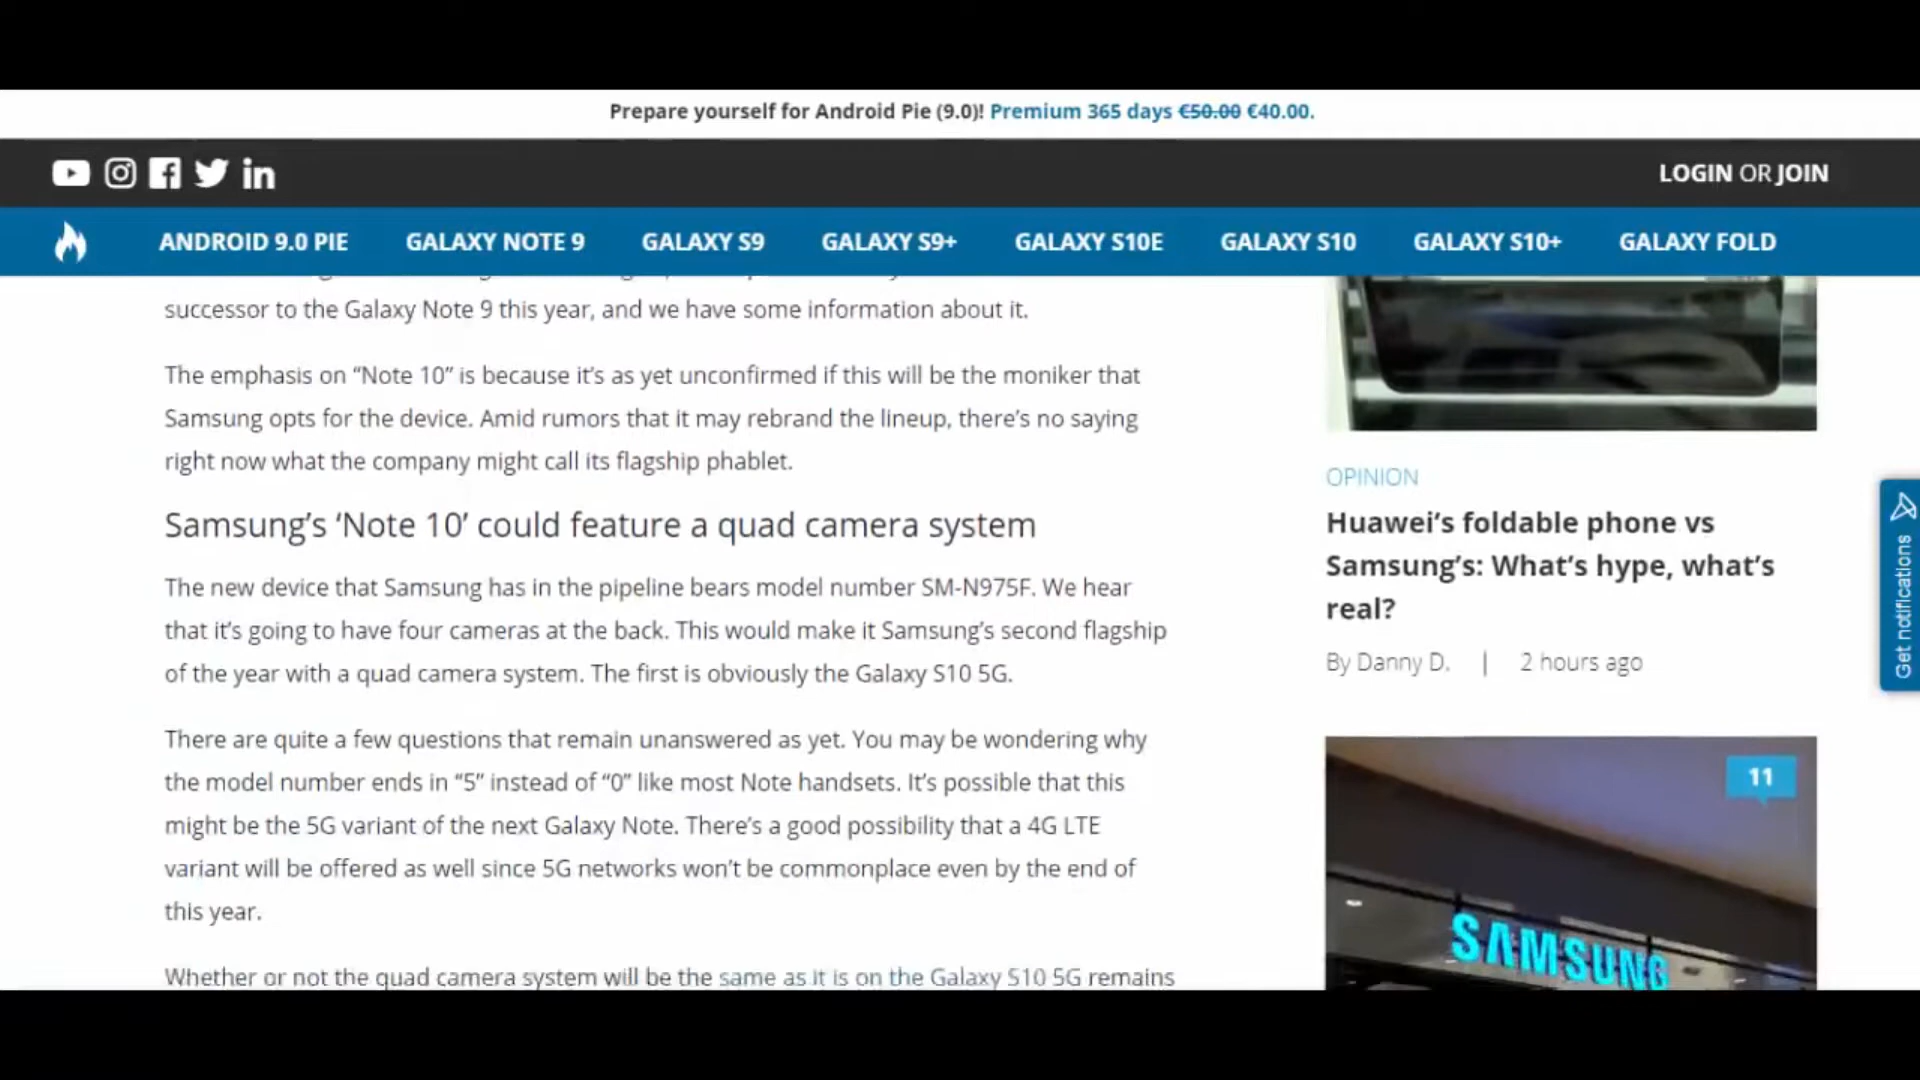 Prepare yourself for Android Pie (9.0)! Premium 365 days €50.00 €40.00.
LOGIN OR JOIN
ANDROID 9.0 PIE GALAXY NOTE 9 GALAXY S9 GALAXY S9+ GALAXY S10E GALAXY S10 GALAXY S10+ GALAXY FOLD
successor to the Galaxy Note 9 this year, and we have some information about it.
The emphasis on “Note 10” is because it’s as yet unconfirmed if this will be the moniker that
Samsung opts for the device. Amid rumors that it may rebrand the lineup, there’s no saying
right now what the company might call its flagship phablet.
Samsung’s ‘Note 10’ could feature a quad camera system
The new device that Samsung has in the pipeline bears model number SM-N975F. We hear
that it’s going to have four cameras at the back. This would make it Samsung’s second flagship
of the year with a quad camera system. The first is obviously the Galaxy S10 5G.
There are quite a few questions that remain unanswered as yet. You may be wondering why
the model number ends in “5” instead of “0” like most Note handsets. It’s possible that this
might be the 5G variant of the next Galaxy Note. There’s a good possibility that a 4G LTE
variant will be offered as well since 5G networks won’t be commonplace even by the end of
this year.
Whether or not the quad camera system will be the same as it is on the Galaxy S10 5G remains
OPINION
Huawei’s foldable phone vs
Samsung’s: What’s hype, what’s
real?
By Danny D. | 2 hours ago
11
SAMSUNG
Get notifications